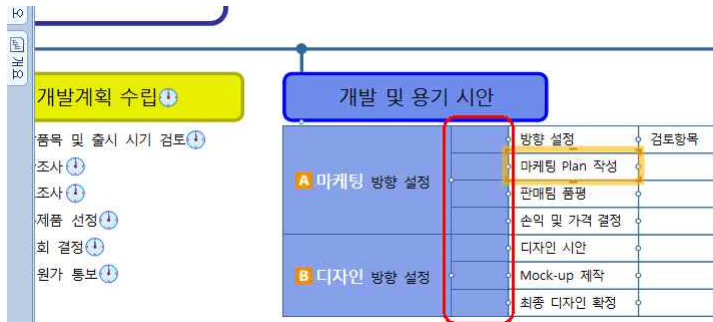 요
개요
개발계획 수립
개발 및 용기 시안
품목 및 출시 시기 검토
조사
조사
제품 선정
회 결정
원가 통보
A 마케팅 방향 설정
B 디자인 방향 설정
방향 설정 검토항목
마케팅 Plan 작성
판매팀 품평
손익 및 가격 결정
디자인 시안
Mock-up 제작
최종 디자인 확정